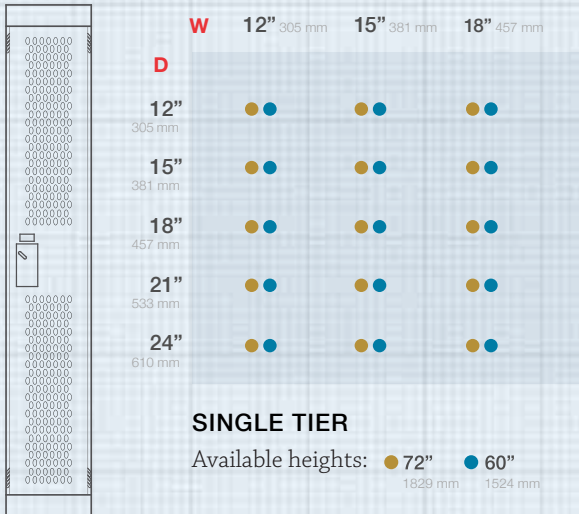 W 12” 305 mm 15” 381 mm 18” 457 mm
D
12”
305 mm
15”
381 mm
18”
457 mm
21”
533 mm
24”
610 mm
SINGLE TIER
Available heights: 72” 60”
1829 mm 1524 mm